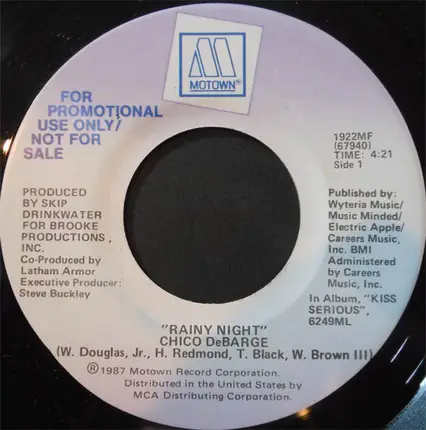 MOTOWN®
FOR
PROMOTIONAL
USE ONLY/
NOT FOR
SALE
1922MF
(67940)
TIME: 4:21
Side 1
PRODUCED
BY SKIP
DRINKWATER
FOR BROOKE
PRODUCTIONS,
INC.
Co-Produced by
Latham Armor
Executive Producer:
Steve Buckley
Published by:
Wyteria Music/
Music Minded/
Electric Apple/
Careers Music,
Inc. BMI
Administered
by Careers
Music, Inc.
In Album, "KISS
SERIOUS",
6249ML
"RAINY NIGHT"
CHICO DeBARGE
(W. Douglas, Jr., H. Redmond, T. Black, W. Brown III)
℗1987 Motown Record Corporation.
Distributed in the United States by
MCA Distributing Corporation.